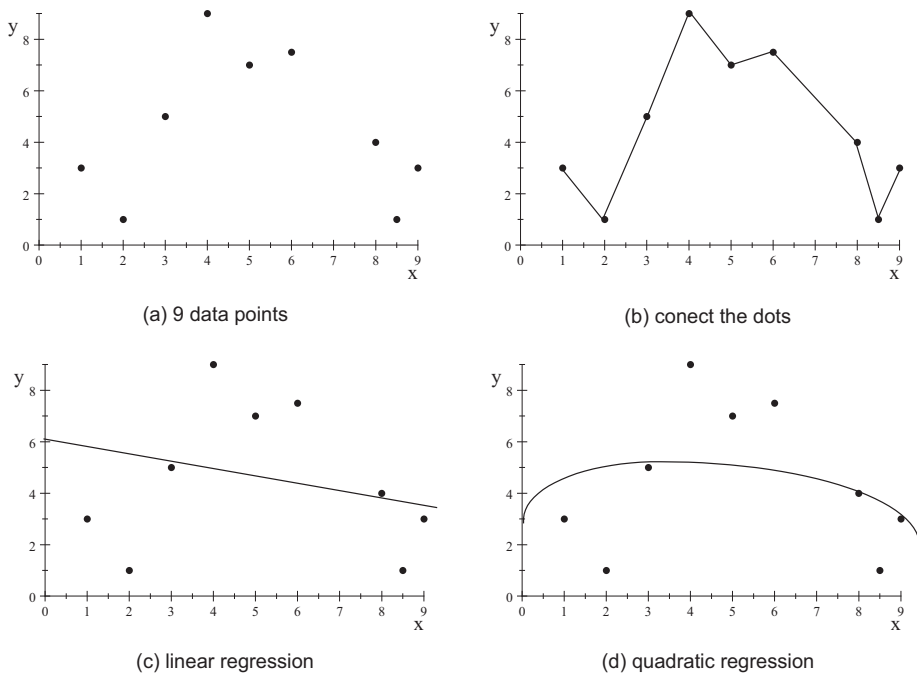 y
8
6
4
2
0
0 1 2 3 4 5 6 7 8 9
x
(a) 9 data points
y
8
6
4
2
0
0 1 2 3 4 5 6 7 8 9
x
(b) conect the dots
y
8
6
4
2
0
0 1 2 3 4 5 6 7 8 9
x
(c) linear regression
y
8
6
4
2
0
0 1 2 3 4 5 6 7 8 9
x
(d) quadratic regression